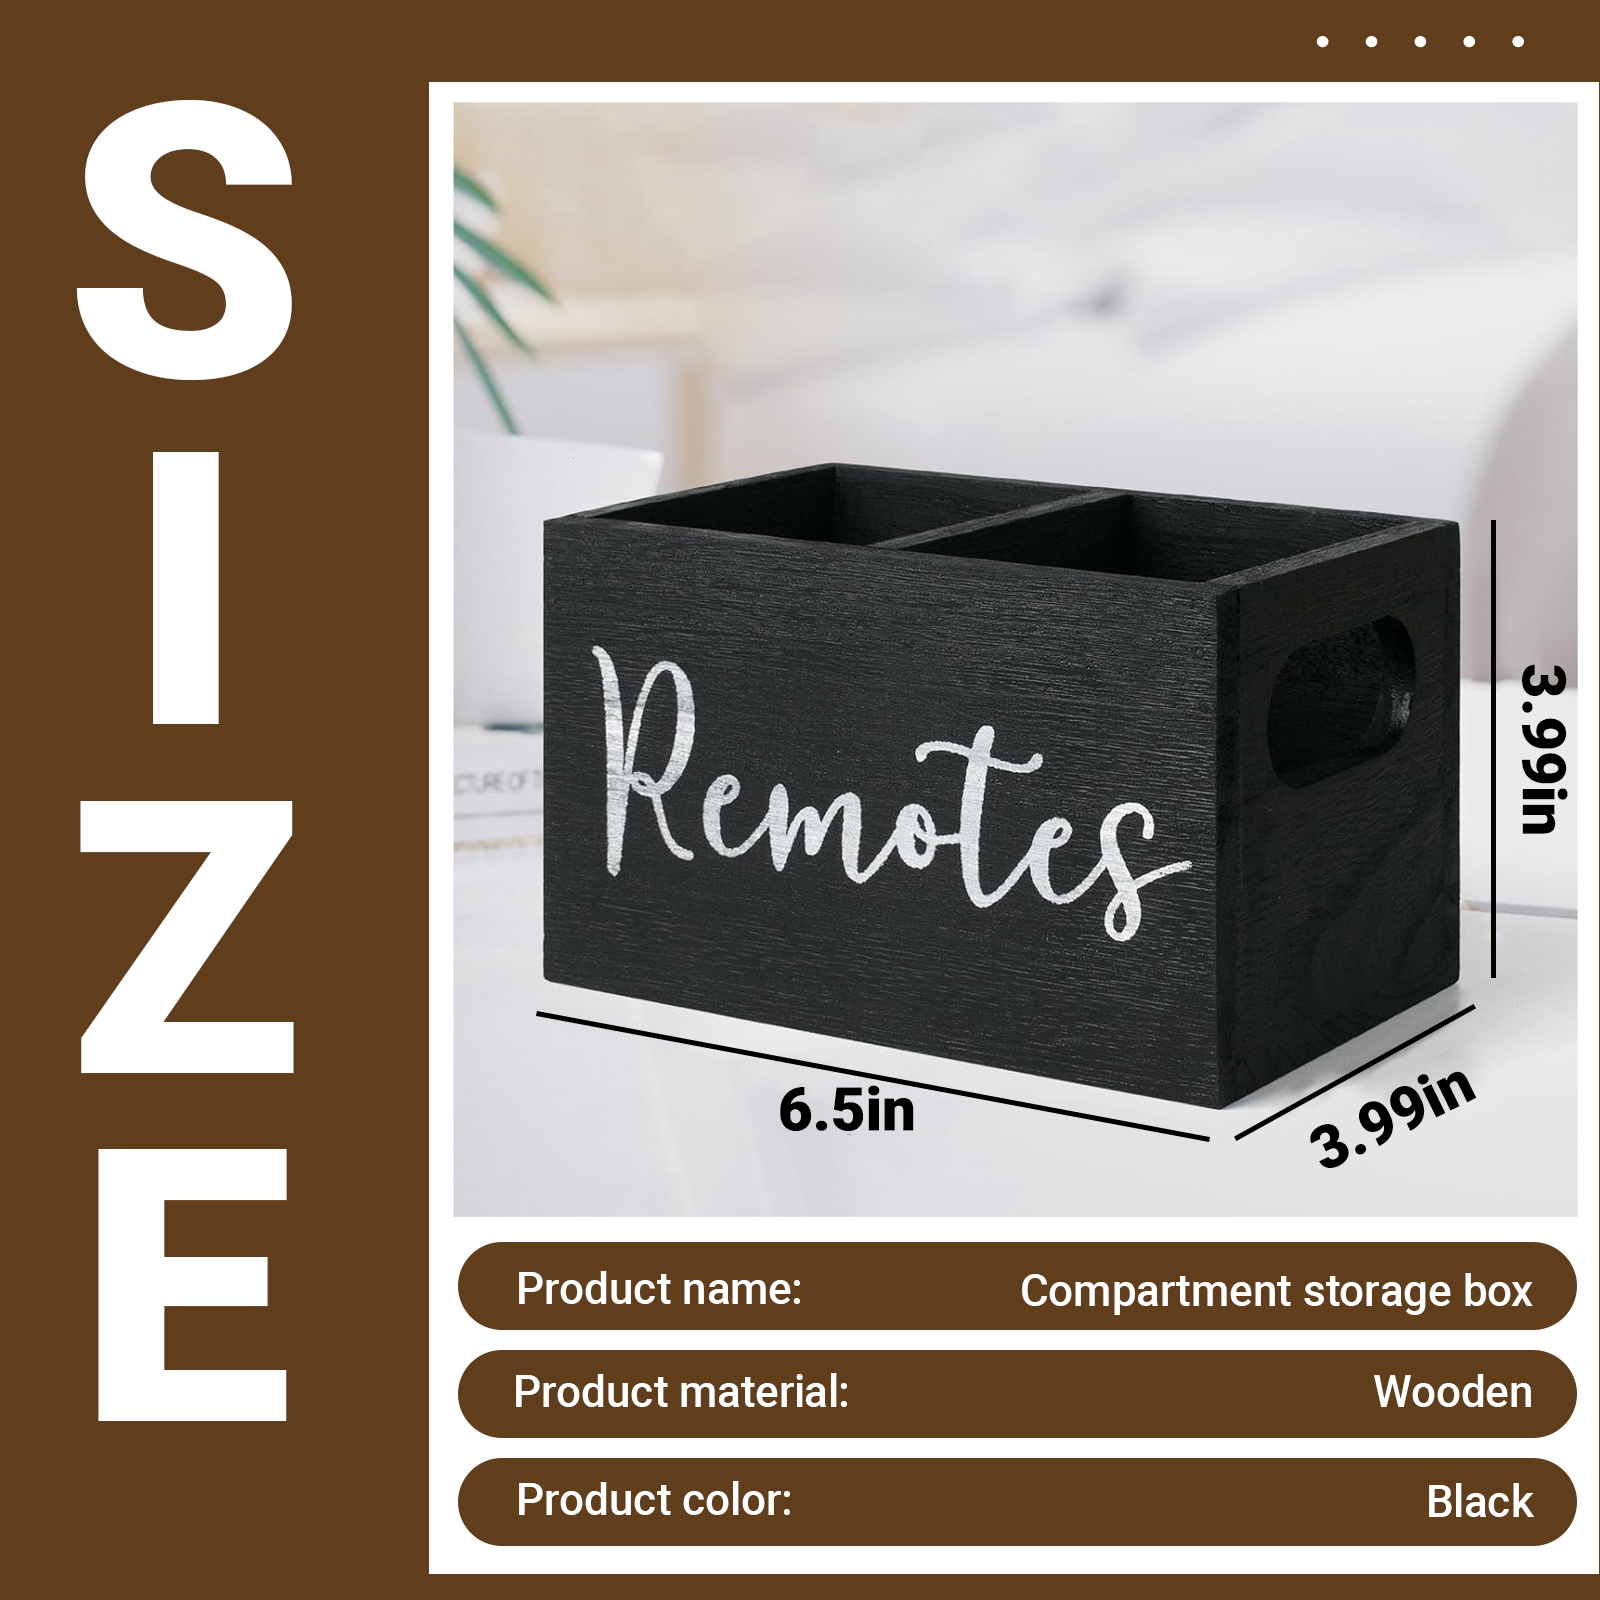 SIZE
Remotes
3.99in
6.5in
3.99in
Product name: Compartment storage box
Product material: Wooden
Product color: Black